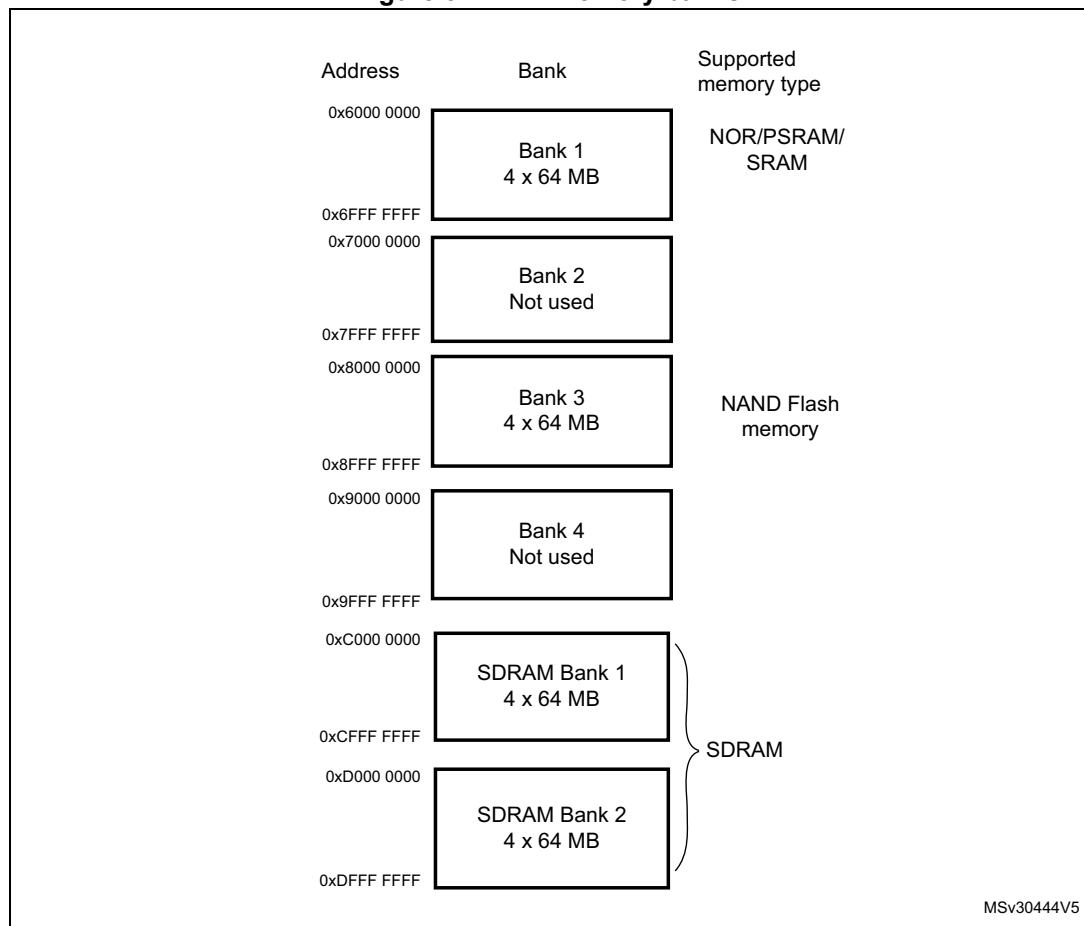 Address Bank Supported
memory type
0x6000 0000
Bank 1
4 x 64 MB
NOR/PSRAM/
SRAM
0x6FFF FFFF
0x7000 0000
Bank 2
Not used
0x7FFF FFFF
0x8000 0000
Bank 3
4 x 64 MB
NAND Flash
memory
0x8FFF FFFF
0x9000 0000
Bank 4
Not used
0x9FFF FFFF
0xC000 0000
SDRAM Bank 1
4 x 64 MB
0xCFFF FFFF
SDRAM
0xD000 0000
SDRAM Bank 2
4 x 64 MB
0xDFFF FFFF
MSv30444V5